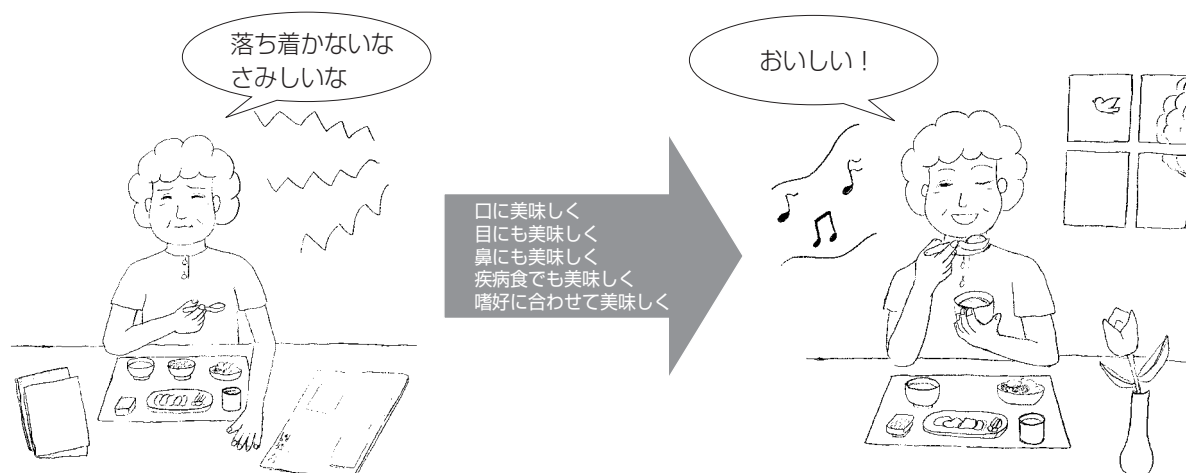 落ち着かないな
さみしいな
口に美味しく
目にも美味しく
鼻にも美味しく
疾病食でも美味しく
嗜好に合わせて美味しく
おいしい！